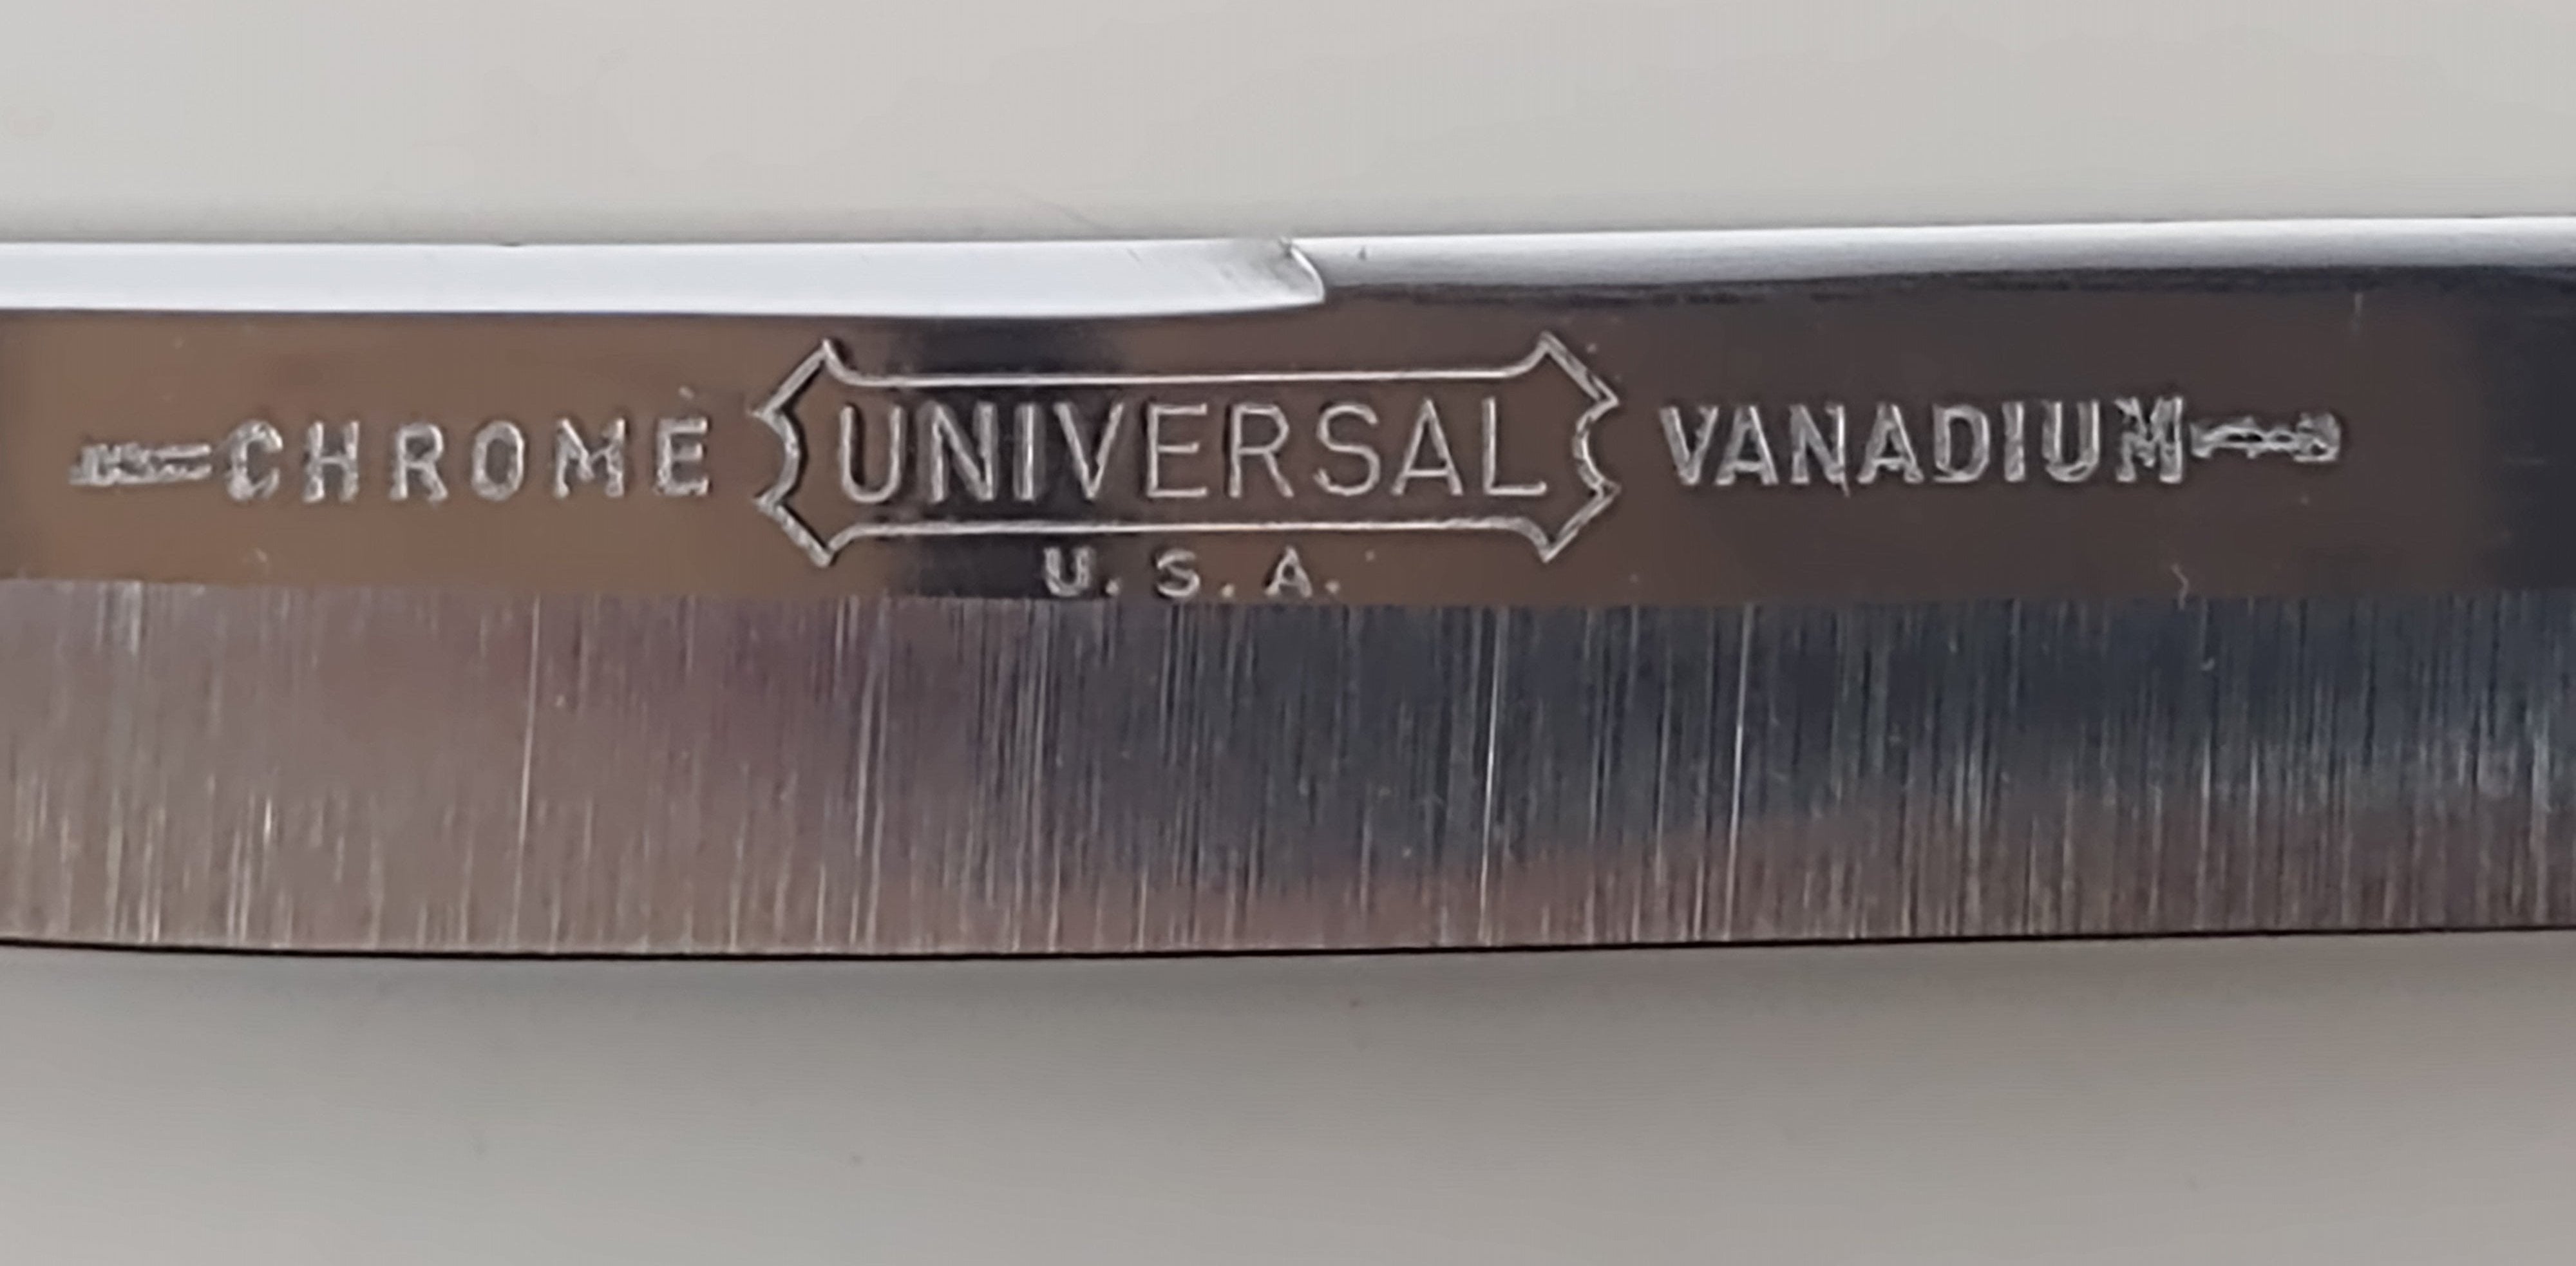 CHROME UNIVERSAL VANADIUM
U. S. A.